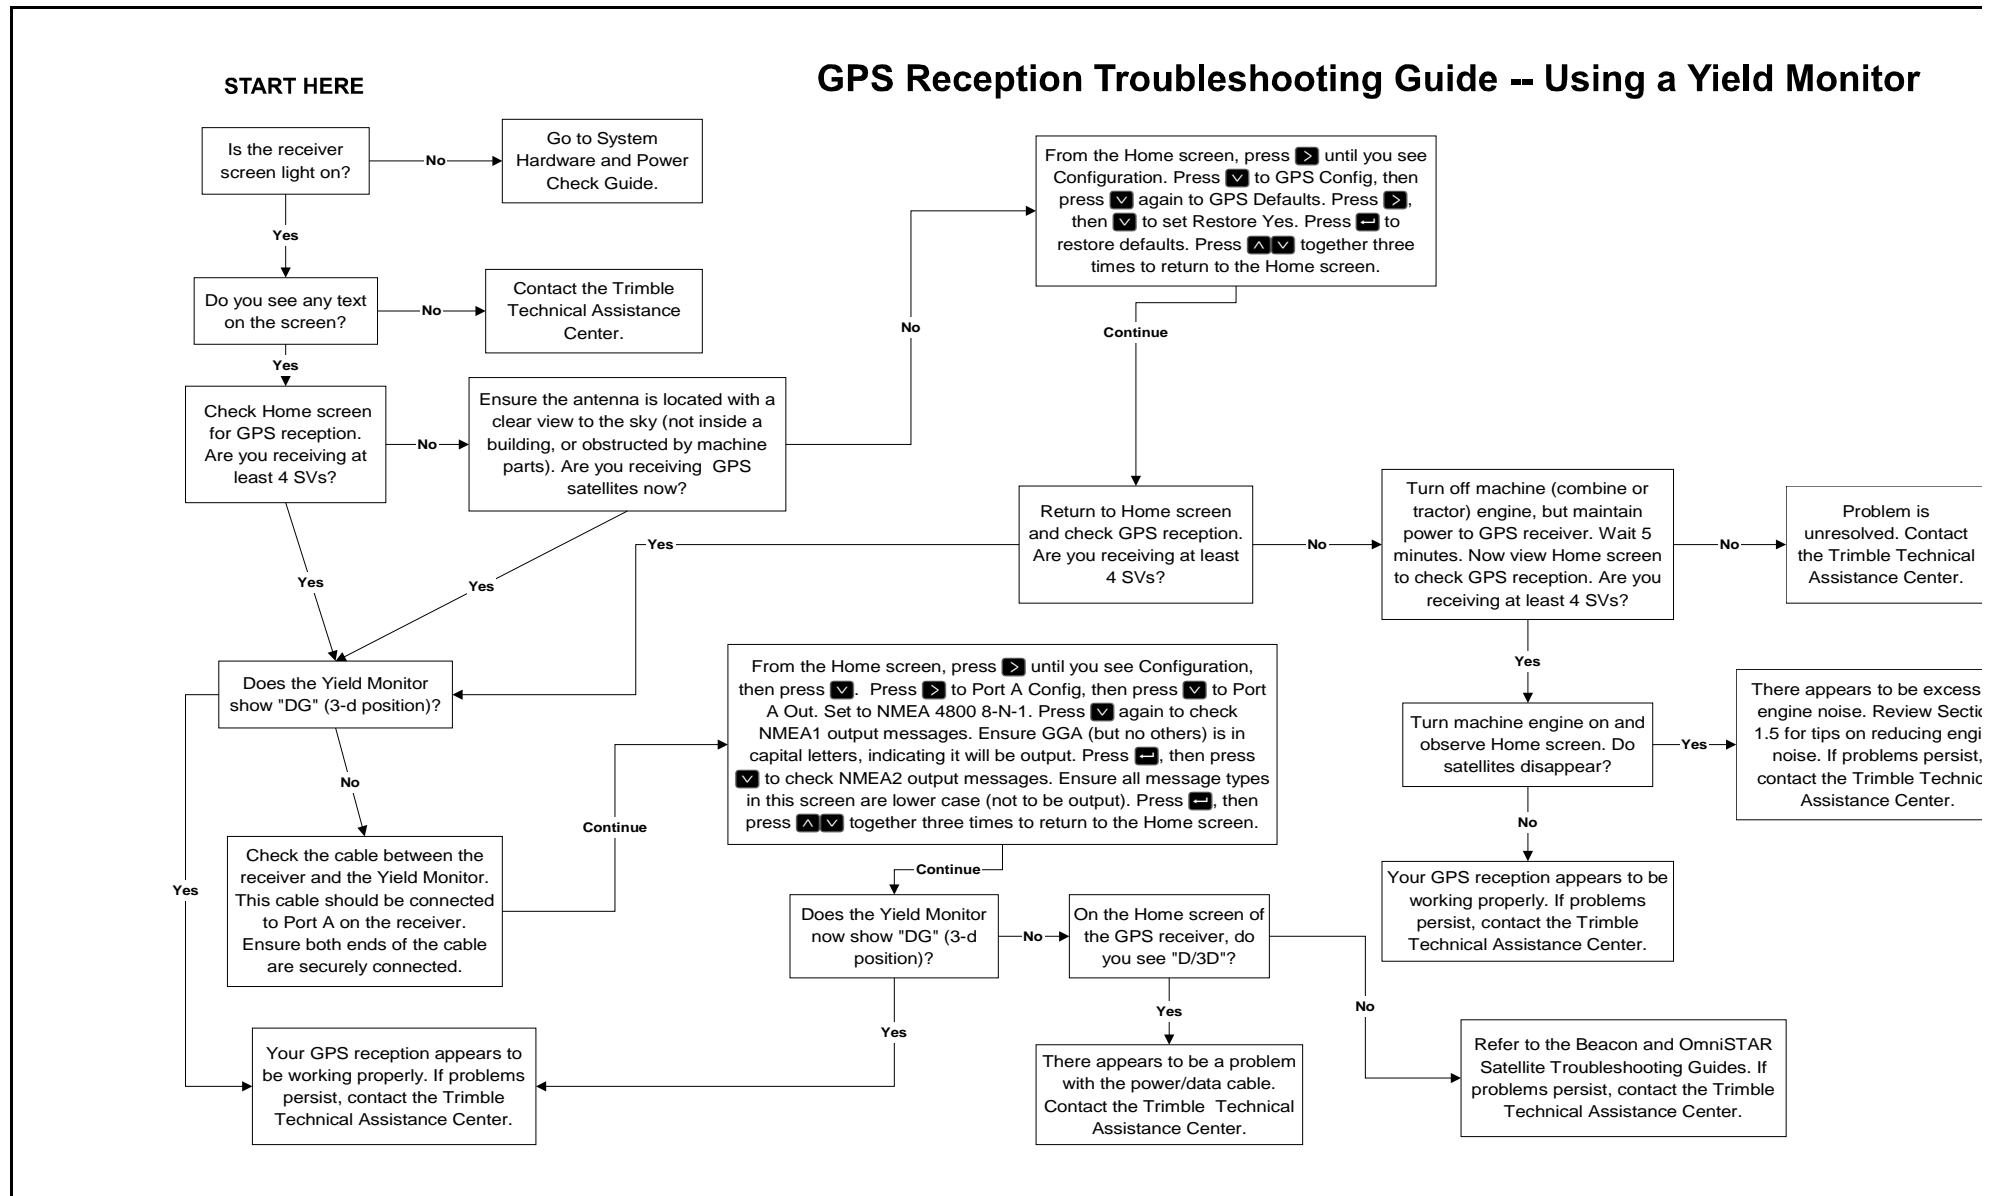 START HERE
GPS Reception Troubleshooting Guide -- Using a Yield Monitor
Is the receiver
screen light on?
No
Go to System
Hardware and Power
Check Guide.
Yes
Do you see any text
on the screen?
No
Contact the Trimble
Technical Assistance
Center.
Yes
Check Home screen
for GPS reception.
Are you receiving at
least 4 SVs?
No
Ensure the antenna is located with a
clear view to the sky (not inside a
building, or obstructed by machine
parts). Are you receiving GPS
satellites now?
No
From the Home screen, press > until you see
Configuration. Press ∨ to GPS Config, then
press ∨ again to GPS Defaults. Press >,
then ∨ to set Restore Yes. Press ↵ to
restore defaults. Press ∧ ∨ together three
times to return to the Home screen.
Continue
Return to Home screen
and check GPS reception.
Are you receiving at least
4 SVs?
Yes
No
Turn off machine (combine or
tractor) engine, but maintain
power to GPS receiver. Wait 5
minutes. Now view Home screen
to check GPS reception. Are you
receiving at least 4 SVs?
No
Problem is
unresolved. Contact
the Trimble Technical
Assistance Center.
Yes
Turn machine engine on and
observe Home screen. Do
satellites disappear?
Yes
There appears to be excess
engine noise. Review Sectio
1.5 for tips on reducing engi
noise. If problems persist,
contact the Trimble Technic
Assistance Center.
No
Your GPS reception appears to be
working properly. If problems
persist, contact the Trimble
Technical Assistance Center.
Yes
Yes
Does the Yield Monitor
show "DG" (3-d position)?
No
Check the cable between the
receiver and the Yield Monitor.
This cable should be connected
to Port A on the receiver.
Ensure both ends of the cable
are securely connected.
Continue
From the Home screen, press > until you see Configuration,
then press ∨. Press > to Port A Config, then press ∨ to Port
A Out. Set to NMEA 4800 8-N-1. Press ∨ again to check
NMEA1 output messages. Ensure GGA (but no others) is in
capital letters, indicating it will be output. Press ↵, then press
∨ to check NMEA2 output messages. Ensure all message types
in this screen are lower case (not to be output). Press ↵, then
press ∧ ∨ together three times to return to the Home screen.
Continue
Does the Yield Monitor
now show "DG" (3-d
position)?
No
On the Home screen of
the GPS receiver, do
you see "D/3D"?
Yes
There appears to be a problem
with the power/data cable.
Contact the Trimble Technical
Assistance Center.
No
Refer to the Beacon and OmniSTAR
Satellite Troubleshooting Guides. If
problems persist, contact the Trimble
Technical Assistance Center.
Yes
Yes
Your GPS reception appears to
be working properly. If problems
persist, contact the Trimble
Technical Assistance Center.